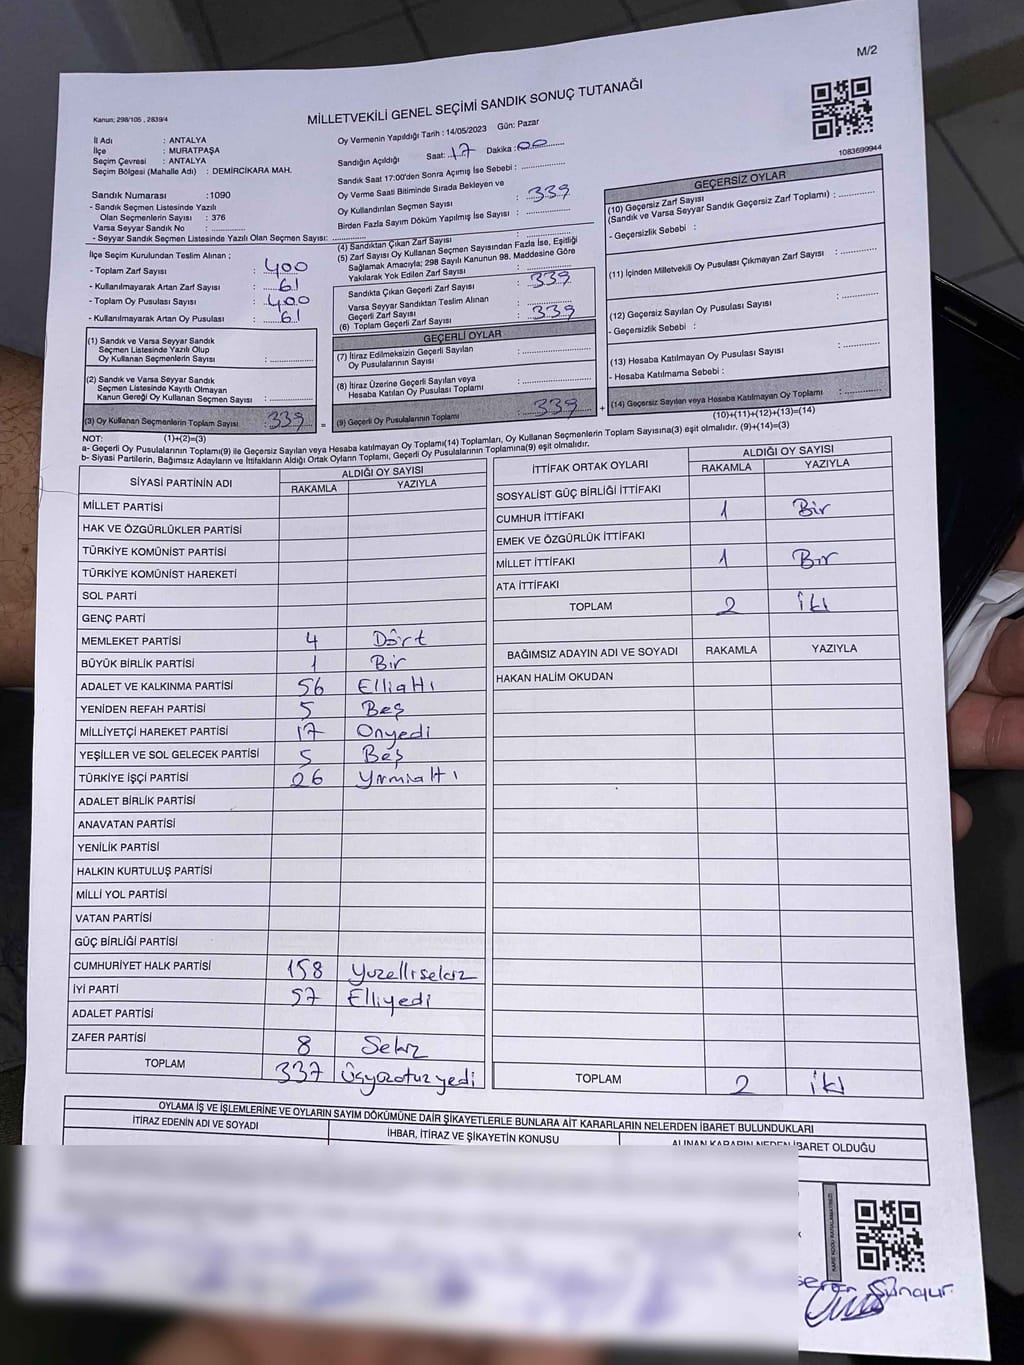 M/2
MİLLETVEKİLİ GENEL SEÇİMİ SANDIK SONUÇ TUTANAĞI
Kanun; 298/105 , 2839/4
1083699944
İl Adı : ANTALYA
İlçe : MURATPAŞA
Seçim Çevresi : ANTALYA
Seçim Bölgesi (Mahalle Adı) : DEMİRCİKARA MAH.
Sandık Numarası :1090
- Sandık Seçmen Listesinde Yazılı
Olan Seçmenlerin Sayısı : 376
Varsa Seyyar Sandık No : ..............
- Seyyar Sandık Listesinde Yazılı Olan Seçmen Sayısı: ..............
İlçe Seçim Kurulundan Teslim Alınan ;
- Toplam Zarf Sayısı : 400
- Kullanılmayarak Artan Zarf Sayısı : 61
- Toplam Oy Pusulası Sayısı : 400
- Kullanılmayarak Artan Oy Pusulası : 61
(1) Sandık ve Varsa Seyyar Sandık
Seçmen Listesinde Yazılı Olup
Oy Kullanan Seçmenlerin Sayısı : ..............
(2) Sandık ve Varsa Seyyar Sandık
Seçmen Listesinde Kayıtlı Olmayan
Kanun Gereği Oy Kullanan Seçmen Sayısı : ..............
(3) Oy Kullanan Seçmenlerin Toplam Sayısı : 339
(1)+(2)=(3)
Oy Vermenin Yapıldığı Tarih : 14/05/2023 Gün: Pazar
Sandığın Açıldığı Saat: 17 Dakika : 00
Sandık Saat 17:00'den Sonra Açımış İse Sebebi : ..............
Oy Verme Saati Bitiminde Sırada Bekleyen ve
Oy Kullandırılan Seçmen Sayısı : 339
Birden Fazla Sayım Döküm Yapılmış İse Sayısı : ..............
(4) Sandıktan Çıkan Zarf Sayısı : ..............
(5) Zarf Sayısı Oy Kullanan Seçmen Sayısından Fazla İse, Eşitliği
Sağlamak Amacıyla; 298 Sayılı Kanunun 98. Maddesine Göre
Yakılarak Yok Edilen Zarf Sayısı : ..............
Sandıkta Çıkan Geçerli Zarf Sayısı : 339
Varsa Seyyar Sandıktan Teslim Alınan
Geçerli Zarf Sayısı : ..............
(6) Toplam Geçerli Zarf Sayısı : 339
GEÇERLİ OYLAR
(7) İtiraz Edilmeksizin Geçerli Sayılan
Oy Pusulalarının Sayısı : ..............
(8) İtiraz Üzerine Geçerli Sayılan veya
Hesaba Katılan Oy Pusulası Toplamı : ..............
= (9) Geçerli Oy Pusulalarının Toplamı : 339 +
GEÇERSİZ OYLAR
(10) Geçersiz Zarf Sayısı
(Sandık ve Varsa Seyyar Sandık Geçersiz Zarf Toplamı) : ..............
- Geçersizlik Sebebi :
(11) İçinden Milletvekili Oy Pusulası Çıkmayan Zarf Sayısı : ..............
(12) Geçersiz Sayılan Oy Pusulası Sayısı : ..............
- Geçersizlik Sebebi :
(13) Hesaba Katılmayan Oy Pusulası Sayısı : ..............
- Hesaba Katılmama Sebebi :
(14) Geçersiz Sayılan veya Hesaba Katılmayan Oy Toplamı : ..............
(10)+(11)+(12)+(13)=(14)
NOT:
a- Geçerli Oy Pusulalarının Toplamı(9) ile Geçersiz Sayılan veya Hesaba katılmayan Oy Toplamı(14) Toplamları, Oy Kullanan Seçmenlerin Toplam Sayısına(3) eşit olmalıdır. (9)+(14)=(3)
b- Siyasi Partilerin, Bağımsız Adayların ve İttifakların Aldığı Ortak Oyların Toplamı, Geçerli Oy Pusulalarının Toplamına(9) eşit olmalıdır.
SİYASİ PARTİNİN ADI ALDIĞI OY SAYISI
RAKAMLA YAZIYLA
MİLLET PARTİSİ
HAK VE ÖZGÜRLÜKLER PARTİSİ
TÜRKİYE KOMÜNİST PARTİSİ
TÜRKİYE KOMÜNİST HAREKETİ
SOL PARTİ
GENÇ PARTİ
MEMLEKET PARTİSİ 4 Dört
BÜYÜK BİRLİK PARTİSİ 1 Bir
ADALET VE KALKINMA PARTİSİ 56 Ellialtı
YENİDEN REFAH PARTİSİ 5 Beş
MİLLİYETÇİ HAREKET PARTİSİ 17 Onyedi
YEŞİLLER VE SOL GELECEK PARTİSİ 5 Beş
TÜRKİYE İŞÇİ PARTİSİ 26 Yirmialtı
ADALET BİRLİK PARTİSİ
ANAVATAN PARTİSİ
YENİLİK PARTİSİ
HALKIN KURTULUŞ PARTİSİ
MİLLİ YOL PARTİSİ
VATAN PARTİSİ
GÜÇ BİRLİĞİ PARTİSİ
CUMHURİYET HALK PARTİSİ 158 Yüzellisekiz
İYİ PARTİ 57 Elliyedi
ADALET PARTİSİ
ZAFER PARTİSİ 8 Sekiz
TOPLAM 337 Üçyüzotuzyedi
İTTİFAK ORTAK OYLARI ALDIĞI OY SAYISI
RAKAMLA YAZIYLA
SOSYALİST GÜÇ BİRLİĞİ İTTİFAKI
CUMHUR İTTİFAKI 1 Bir
EMEK VE ÖZGÜRLÜK İTTİFAKI
MİLLET İTTİFAKI 1 Bir
ATA İTTİFAKI
TOPLAM 2 İki
BAĞIMSIZ ADAYIN ADI VE SOYADI RAKAMLA YAZIYLA
HAKAN HALİM OKUDAN
TOPLAM 2 İki
OYLAMA İŞ VE İŞLEMLERİNE VE OYLARIN SAYIM DÖKÜMÜNE DAİR ŞİKAYETLERLE BUNLARA AİT KARARLARIN NELERDEN İBARET BULUNDUKLARI
İTİRAZ EDENİN ADI VE SOYADI İHBAR, İTİRAZ VE ŞİKAYETİN KONUSU ALINAN KARARIN NEDEN İBARET OLDUĞU
Sungur